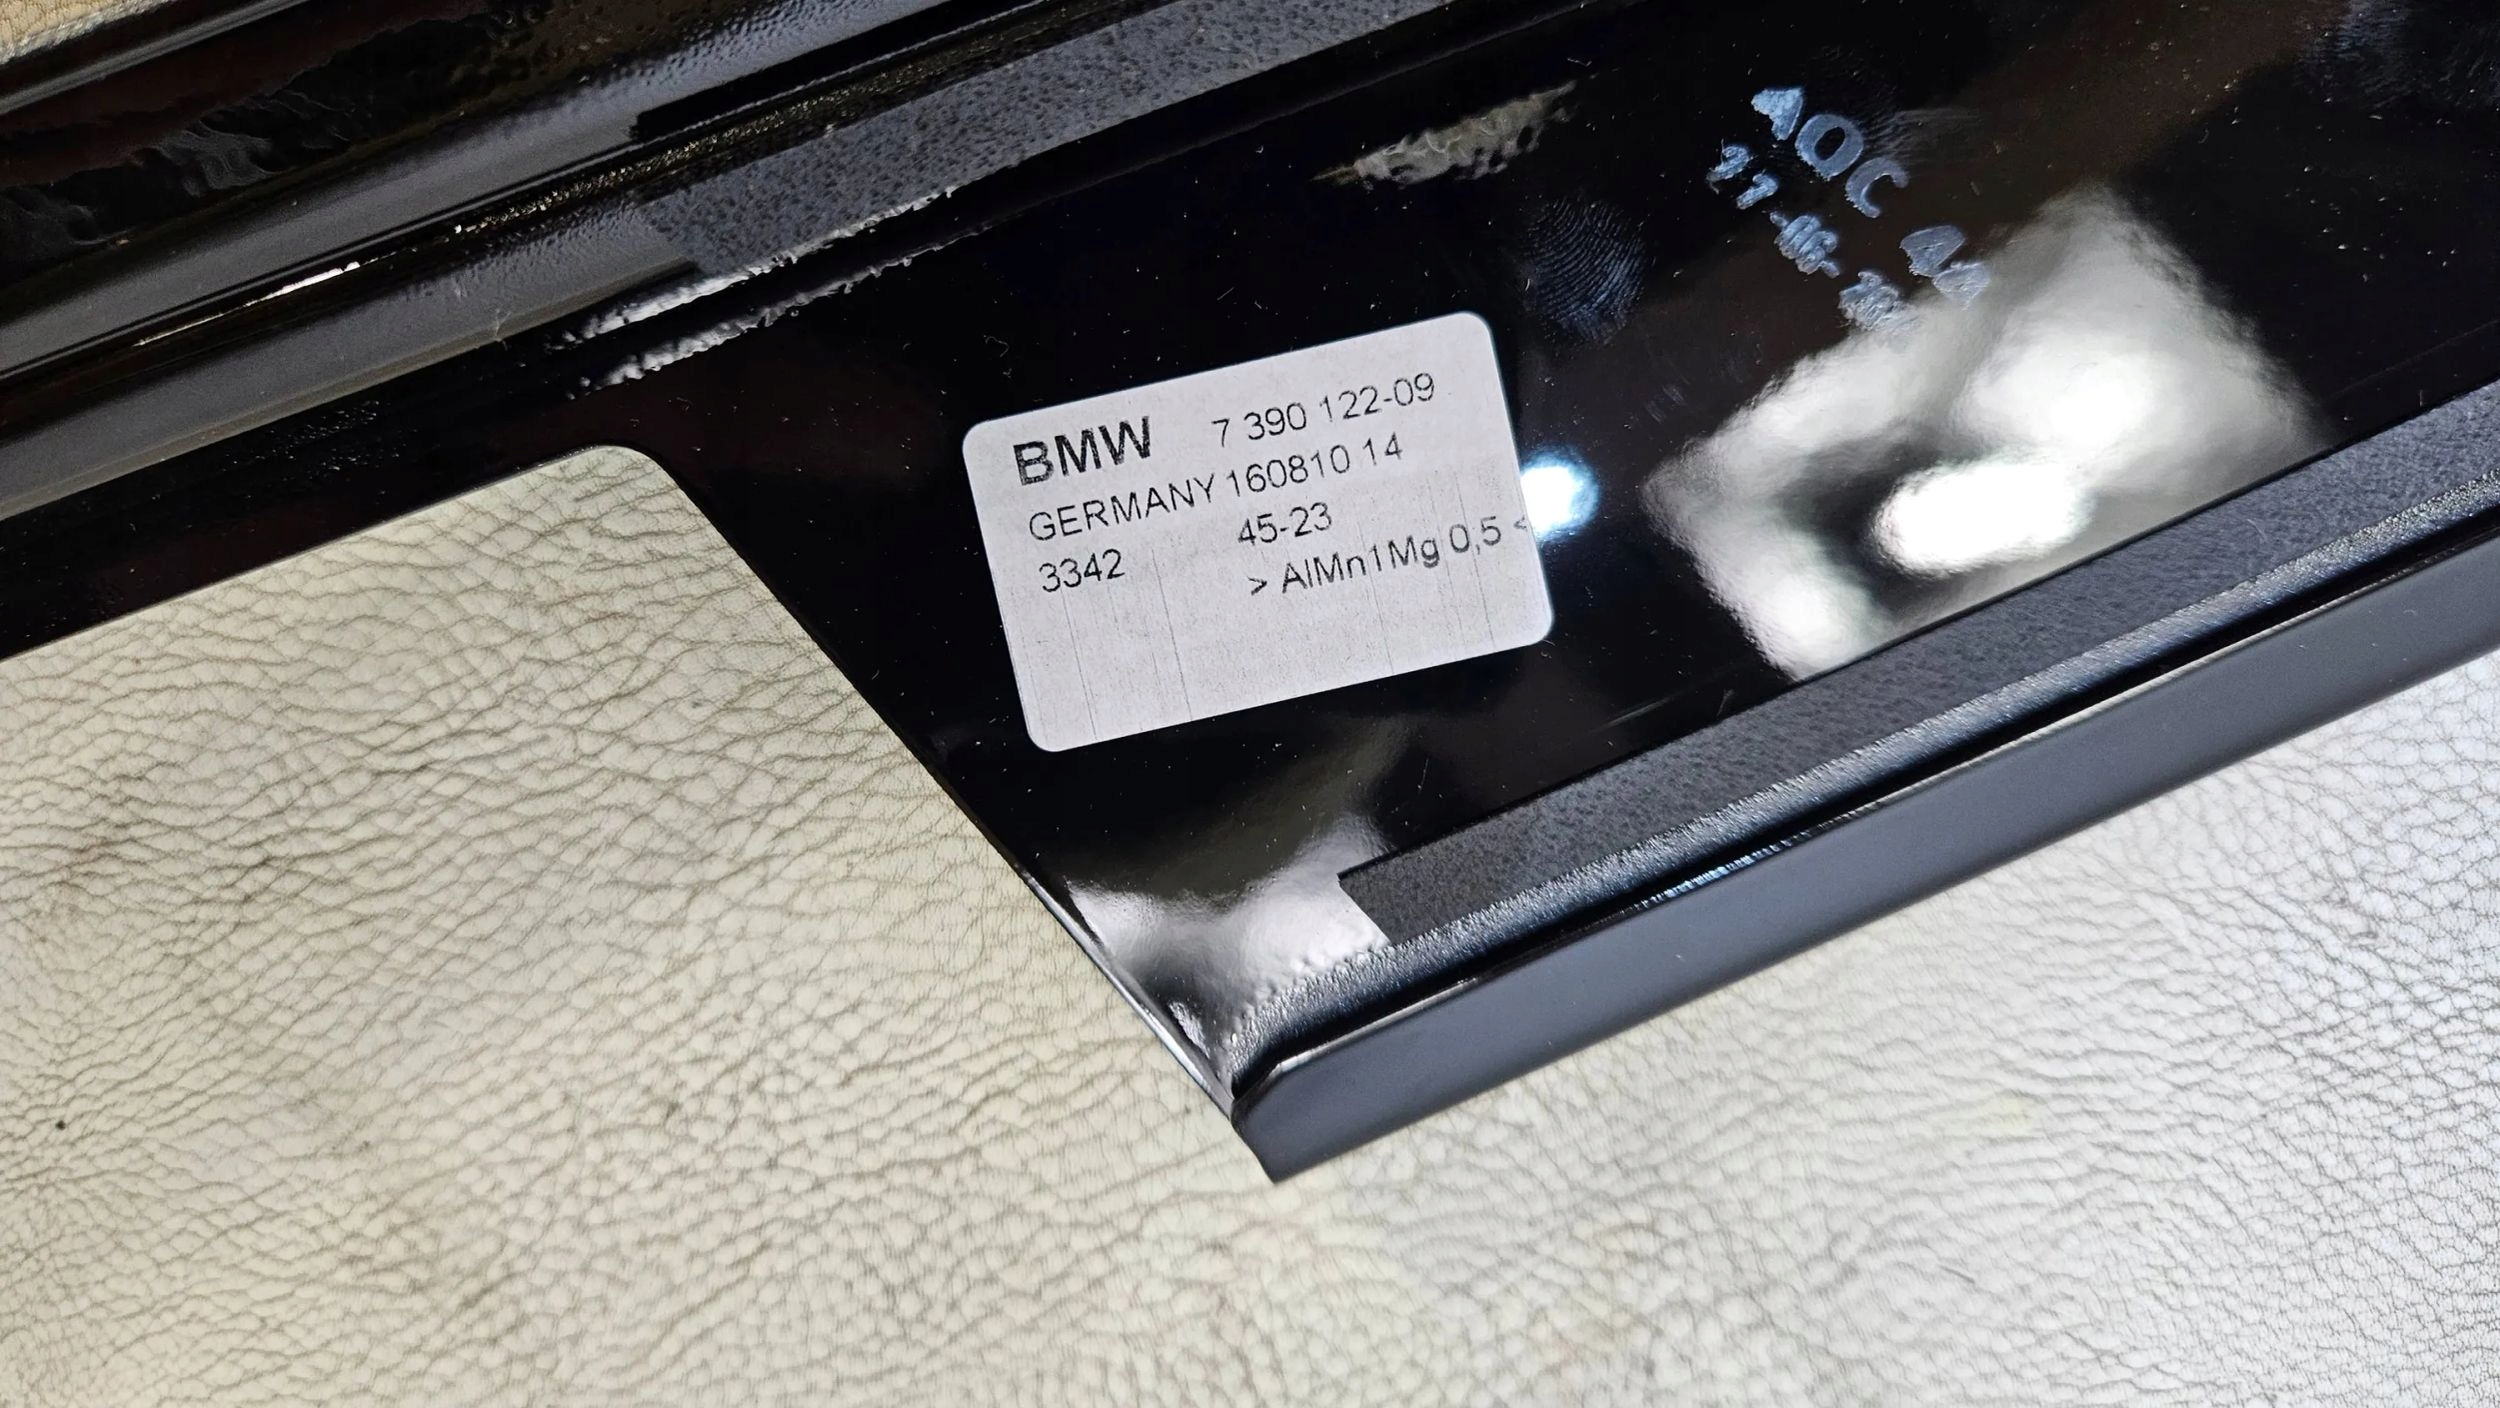 AOC
BMW 7 390 122-09
GERMANY 160810 14
3342 45-23
> AlMn1Mg 0,5 <